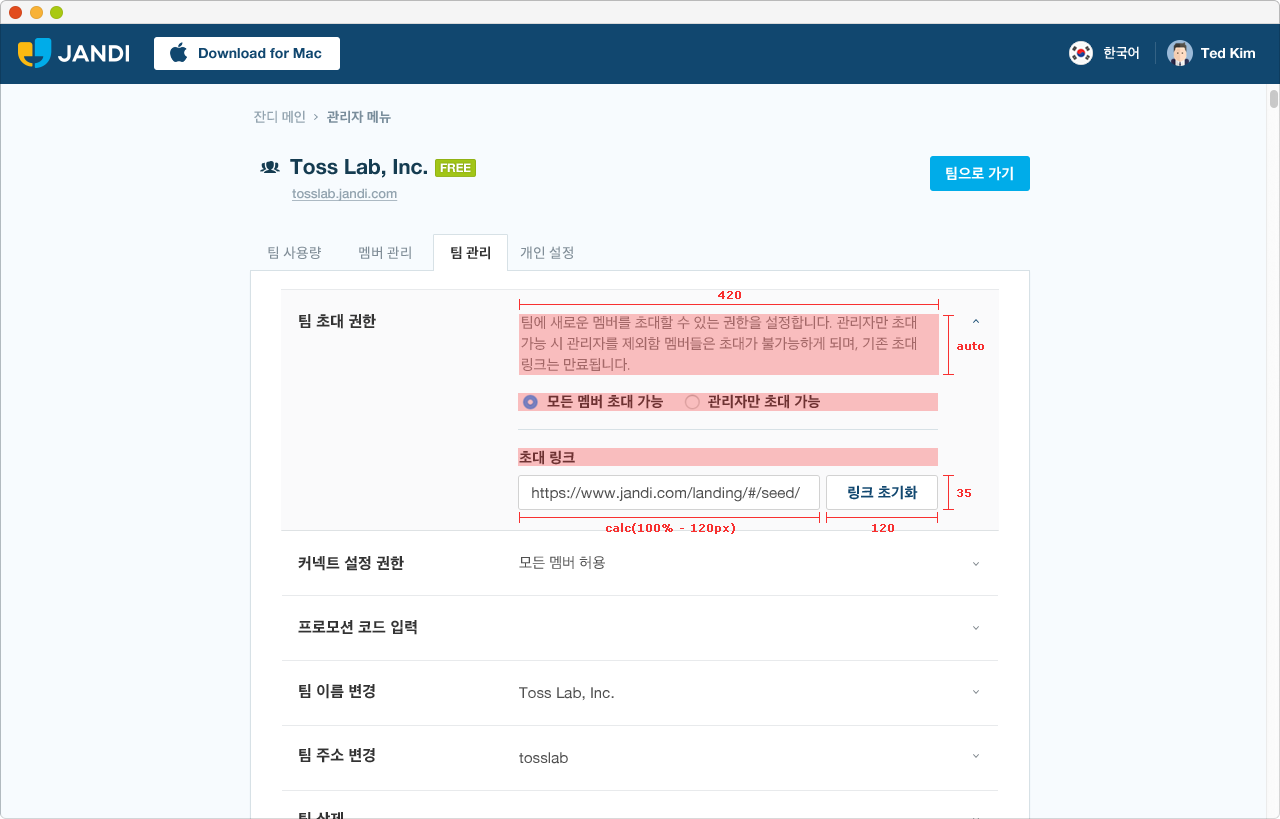 JANDI
Download for Mac
한국어
Ted Kim
잔디 메인 › 관리자 메뉴
Toss Lab, Inc. FREE
tosslab.jandi.com
팀으로 가기
팀 사용량
멤버 관리
팀 관리
개인 설정
420
팀 초대 권한
팀에 새로운 멤버를 초대할 수 있는 권한을 설정합니다. 관리자만 초대
가능 시 관리자를 제외함 멤버들은 초대가 불가능하게 되며, 기존 초대
링크는 만료됩니다.
auto
모든 멤버 초대 가능
관리자만 초대 가능
초대 링크
https://www.jandi.com/landing/#/seed/
링크 초기화
35
calc(100% - 120px)
120
커넥트 설정 권한
모든 멤버 허용
프로모션 코드 입력
팀 이름 변경
Toss Lab, Inc.
팀 주소 변경
tosslab
팀 삭제